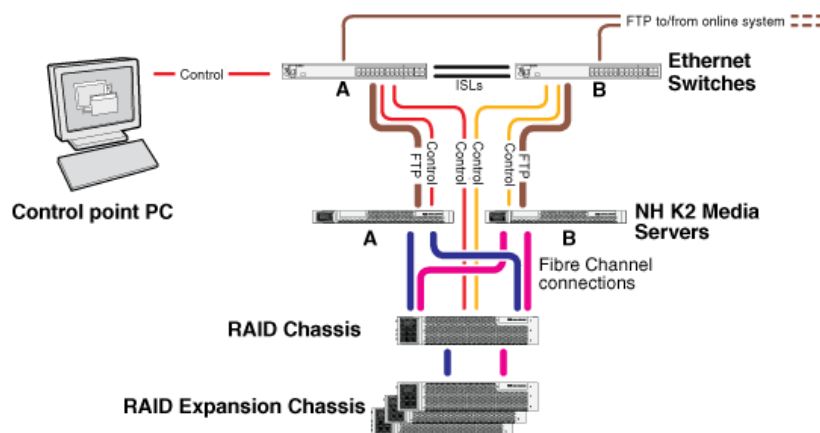 FTP to/from online system
Control
ISLs
A
B
Ethernet
Switches
FTP
Control
Control
Control
Control
FTP
Control point PC
A
B
NH K2 Media
Servers
Fibre Channel
connections
RAID Chassis
RAID Expansion Chassis